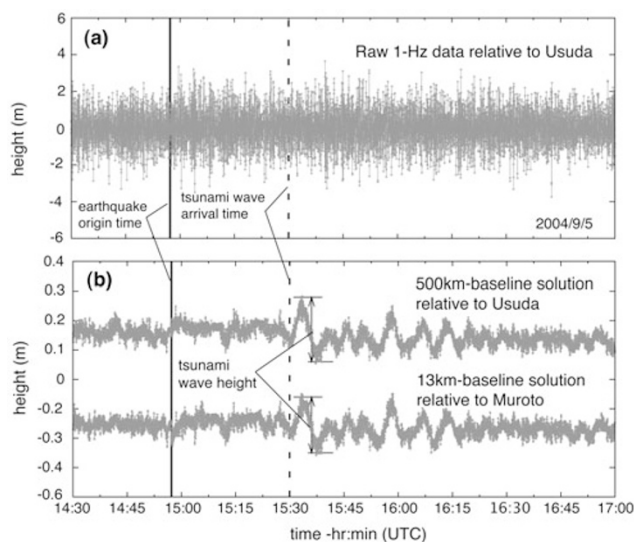 (a)
Raw 1-Hz data relative to Usuda
6
4
2
0
-2
-4
-6
height (m)
earthquake
origin time
tsunami wave
arrival time
2004/9/5
(b)
500km-baseline solution
relative to Usuda
0.4
0.3
0.2
0.1
0
-0.2
-0.3
-0.4
-0.6
height (m)
tsunami
wave height
13km-baseline solution
relative to Muroto
14:30 14:45 15:00 15:15 15:30 15:45 16:00 16:15 16:30 16:45 17:00
time -hr:min (UTC)